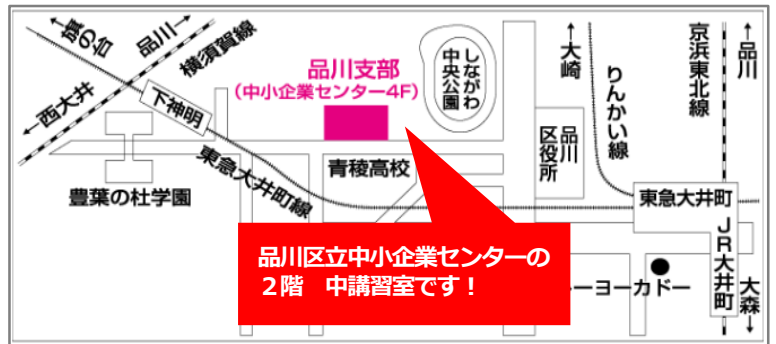 ←旗の台
品川→
横須賀線
←西大井
下神明
品川支部
(中小企業センター4F)
しながわ
中央公園
←大崎
りんかい線
京浜東北線
←品川
品川
区役所
豊葉の杜学園
東急大井町線
青稜高校
東急大井町
JR大井町
大森→
品川区立中小企業センターの
2階 中講習室です!
ーヨーカドー